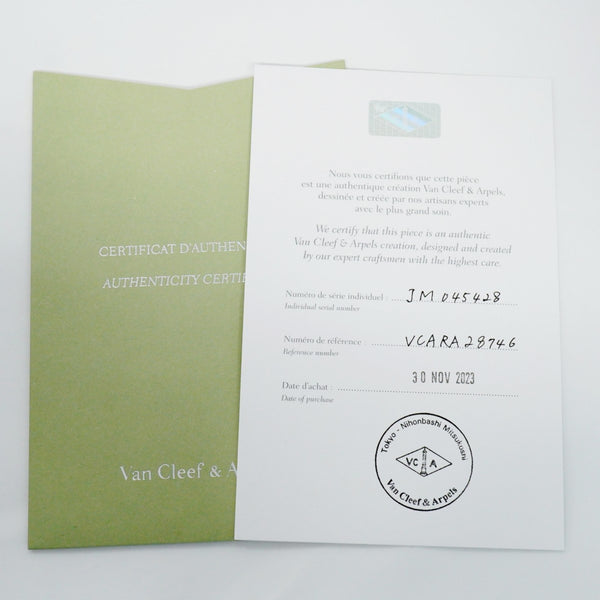 CERTIFICAT D'AUTHEN
AUTHENTICITY CERTIF
Van Cleef & A
Nous vous certifions que cette pièce
est une authentique création Van Cleef & Arpels,
dessinée et créée par nos artisans experts
avec le plus grand soin.
We certify that this piece is an authentic
Van Cleef & Arpels creation, designed and created
by our expert craftsmen with the highest care.
Numéro de série individuel : JM045428
Individual serial number
Numéro de référence : VCARA28746
Reference number
Date d'achat : 30 NOV 2023
Date of purchase
Tokyo - Nihonbashi Mitsukoshi
VC A
Van Cleef & Arpels